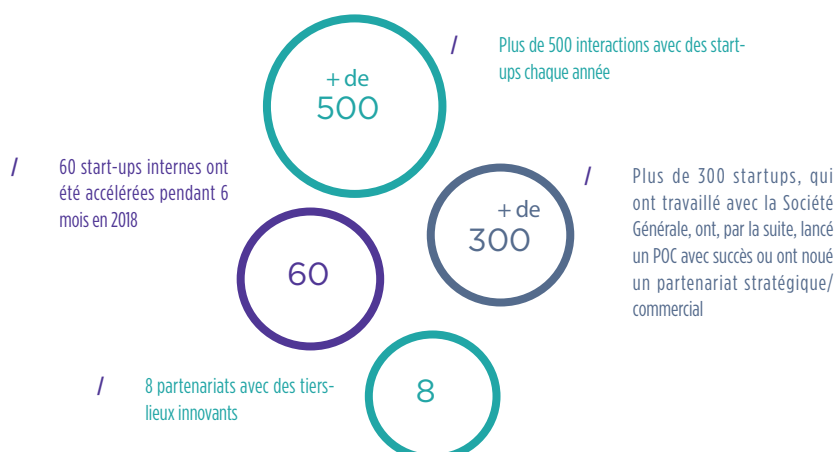 + de
500
/ Plus de 500 interactions avec des start-
ups chaque année
/ 60 start-ups internes ont
été accélérées pendant 6
mois en 2018
60
+ de
300
/ Plus de 300 startups, qui
ont travaillé avec la Société
Générale, ont, par la suite, lancé
un POC avec succès ou ont noué
un partenariat stratégique/
commercial
/ 8 partenariats avec des tiers-
lieux innovants
8